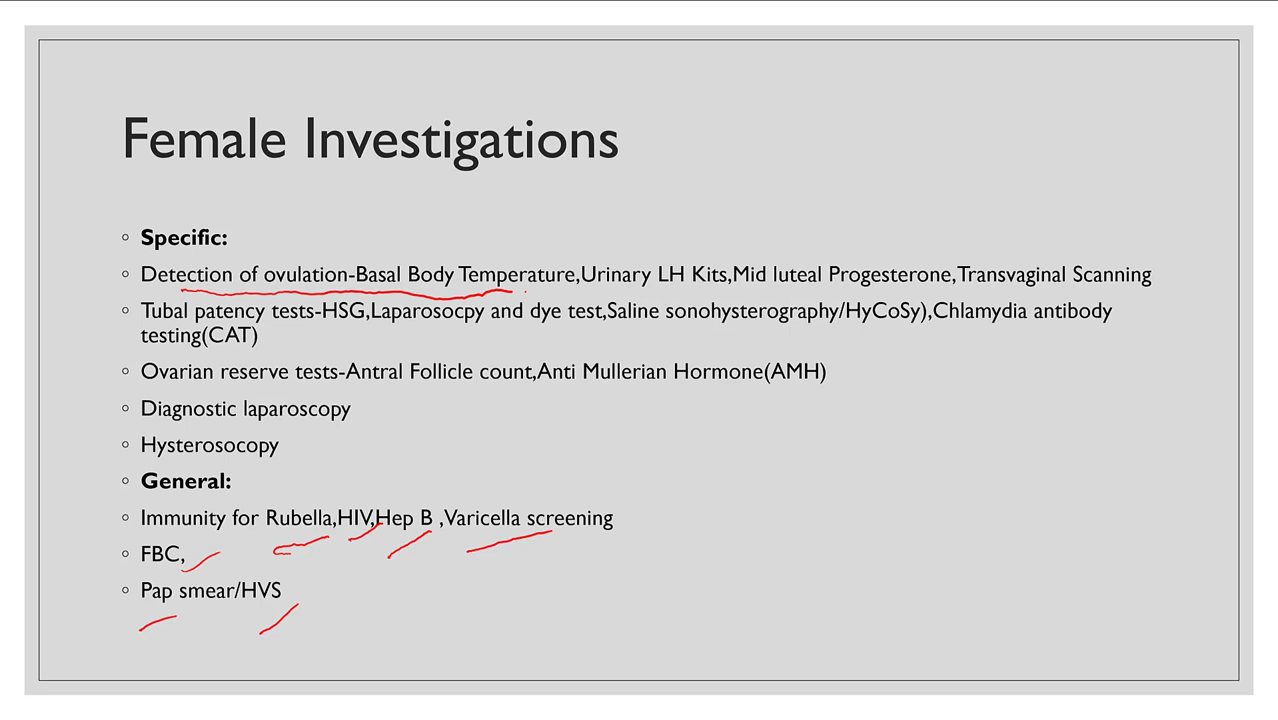 Female Investigations
Specific:
Detection of ovulation-Basal Body Temperature,Urinary LH Kits,Mid luteal Progesterone,Transvaginal Scanning
Tubal patency tests-HSG,Laparosocpy and dye test,Saline sonohysterography/HyCoSy),Chlamydia antibody
testing(CAT)
Ovarian reserve tests-Antral Follicle count,Anti Mullerian Hormone(AMH)
Diagnostic laparoscopy
Hysterosocopy
General:
Immunity for Rubella,HIV,Hep B ,Varicella screening
FBC,
Pap smear/HVS